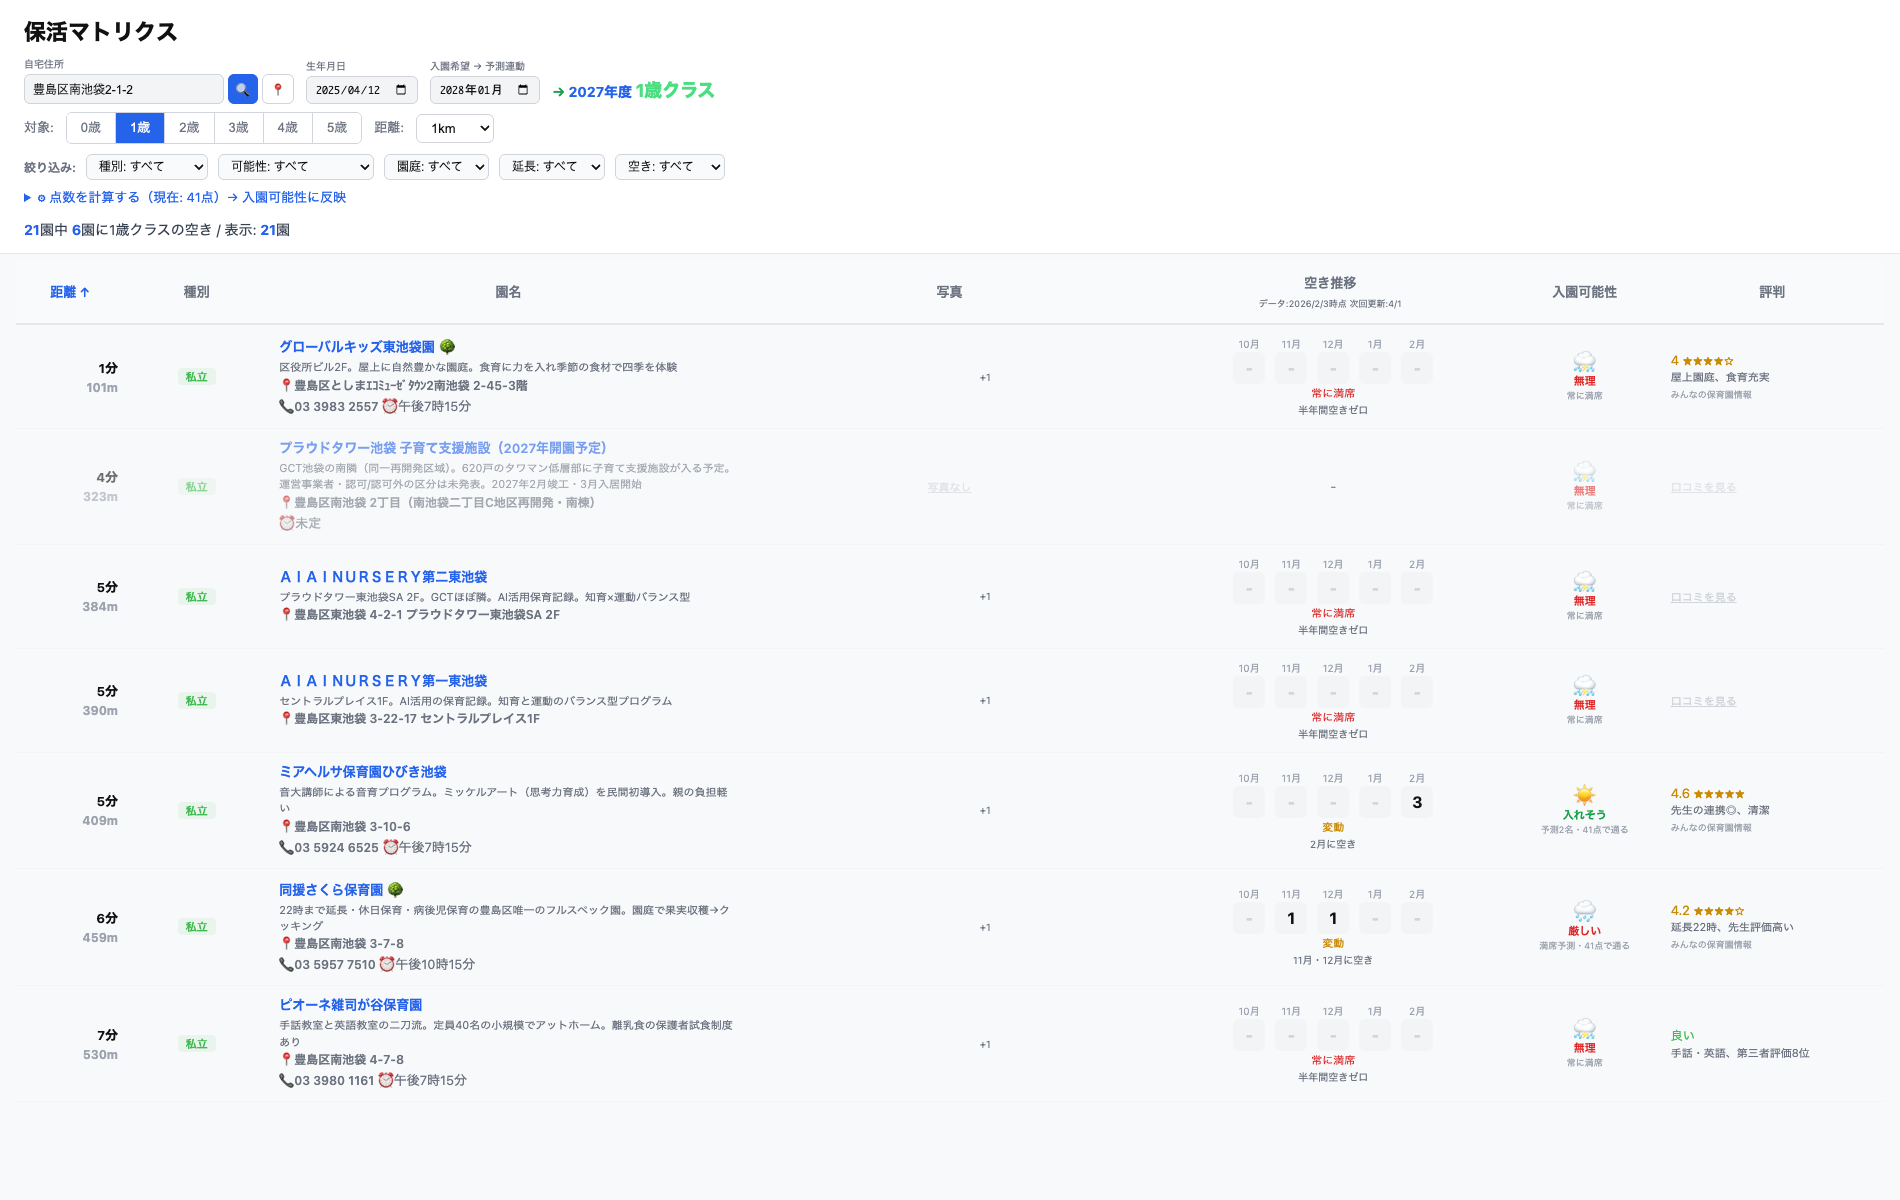 保活マトリクス
自宅住所
生年月日
入園希望 → 予測連動
豊島区南池袋2-1-2
2025/04/12
2028年01月
→ 2027年度 1歳クラス
対象: 0歳 1歳 2歳 3歳 4歳 5歳 距離: 1km
絞り込み: 種別: すべて 可能性: すべて 園庭: すべて 延長: すべて 空き: すべて
▶ ⚙ 点数を計算する（現在: 41点）→ 入園可能性に反映
21園中 6園に1歳クラスの空き / 表示: 21園
距離 ↑ 種別 園名 写真 空き推移 入園可能性 評判
データ:2026/2/3時点 次回更新:4/1
1分
101m
私立
グローバルキッズ東池袋園 🌳
区役所ビル2F。屋上に自然豊かな園庭。食育に力を入れ季節の食材で四季を体験
📍豊島区としまｴｺﾐｭｰｾﾞﾀｳﾝ2南池袋 2-45-3階
📞03 3983 2557 ⏰午後7時15分
+1
10月 11月 12月 1月 2月
- - - - -
常に満席
半年間空きゼロ
無理
常に満席
4 ★★★★☆
屋上園庭、食育充実
みんなの保育園情報
4分
323m
私立
プラウドタワー池袋 子育て支援施設（2027年開園予定）
GCT池袋の南隣（同一再開発区域）。620戸のタワマン低層部に子育て支援施設が入る予定。
運営事業者・認可/認可外の区分は未発表。2027年2月竣工・3月入居開始
📍豊島区南池袋 2丁目（南池袋二丁目C地区再開発・南棟）
⏰未定
写真なし
-
無理
常に満席
口コミを見る
5分
384m
私立
ＡＩＡＩＮＵＲＳＥＲＹ第二東池袋
プラウドタワー東池袋SA 2F。GCTほぼ隣。AI活用保育記録。知育×運動バランス型
📍豊島区東池袋 4-2-1 プラウドタワー東池袋SA 2F
+1
10月 11月 12月 1月 2月
- - - - -
常に満席
半年間空きゼロ
無理
常に満席
口コミを見る
5分
390m
私立
ＡＩＡＩＮＵＲＳＥＲＹ第一東池袋
セントラルプレイス1F。AI活用の保育記録。知育と運動のバランス型プログラム
📍豊島区東池袋 3-22-17 セントラルプレイス1F
+1
10月 11月 12月 1月 2月
- - - - -
常に満席
半年間空きゼロ
無理
常に満席
口コミを見る
5分
409m
私立
ミアヘルサ保育園ひびき池袋
音大講師による音育プログラム。ミッケルアート（思考力育成）を民間初導入。親の負担軽
い
📍豊島区南池袋 3-10-6
📞03 5924 6525 ⏰午後7時15分
+1
10月 11月 12月 1月 2月
- - - - 3
変動
2月に空き
入れそう
予測2名・41点で通る
4.6 ★★★★★
先生の連携◎、清潔
みんなの保育園情報
6分
459m
私立
同援さくら保育園 🌳
22時まで延長・休日保育・病後児保育の豊島区唯一のフルスペック園。園庭で果実収穫→ク
ッキング
📍豊島区南池袋 3-7-8
📞03 5957 7510 ⏰午後10時15分
+1
10月 11月 12月 1月 2月
- 1 1 - -
変動
11月・12月に空き
厳しい
満席予測・41点で通る
4.2 ★★★★☆
延長22時、先生評価高い
みんなの保育園情報
7分
530m
私立
ピオーネ雑司が谷保育園
手話教室と英語教室の二刀流。定員40名の小規模でアットホーム。離乳食の保護者試食制度
あり
📍豊島区南池袋 4-7-8
📞03 3980 1161 ⏰午後7時15分
+1
10月 11月 12月 1月 2月
- - - - -
常に満席
半年間空きゼロ
無理
常に満席
良い
手話・英語、第三者評価8位